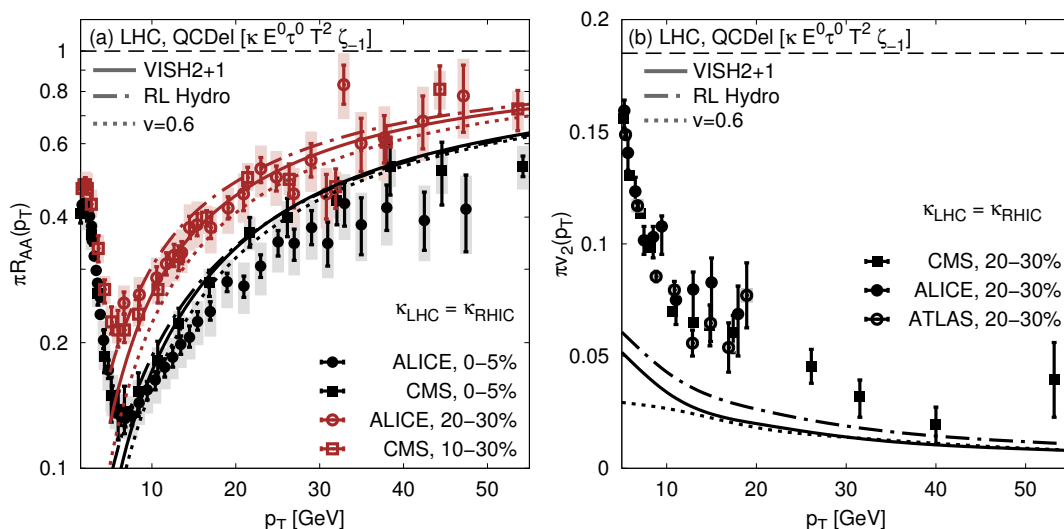 (a) LHC, QCDel [κ E⁰τ⁰ T² ζ₋₁]
VISH2+1
RL Hydro
v=0.6
κ_LHC = κ_RHIC
ALICE, 0−5%
CMS, 0−5%
ALICE, 20−30%
CMS, 10−30%
πR_AA(p_T)
1
0.8
0.6
0.4
0.2
0.1
10 20 30 40 50
p_T [GeV]
(b) LHC, QCDel [κ E⁰τ⁰ T² ζ₋₁]
VISH2+1
RL Hydro
v=0.6
κ_LHC = κ_RHIC
CMS, 20−30%
ALICE, 20−30%
ATLAS, 20−30%
πv₂(p_T)
0.2
0.15
0.1
0.05
0
10 20 30 40 50
p_T [GeV]